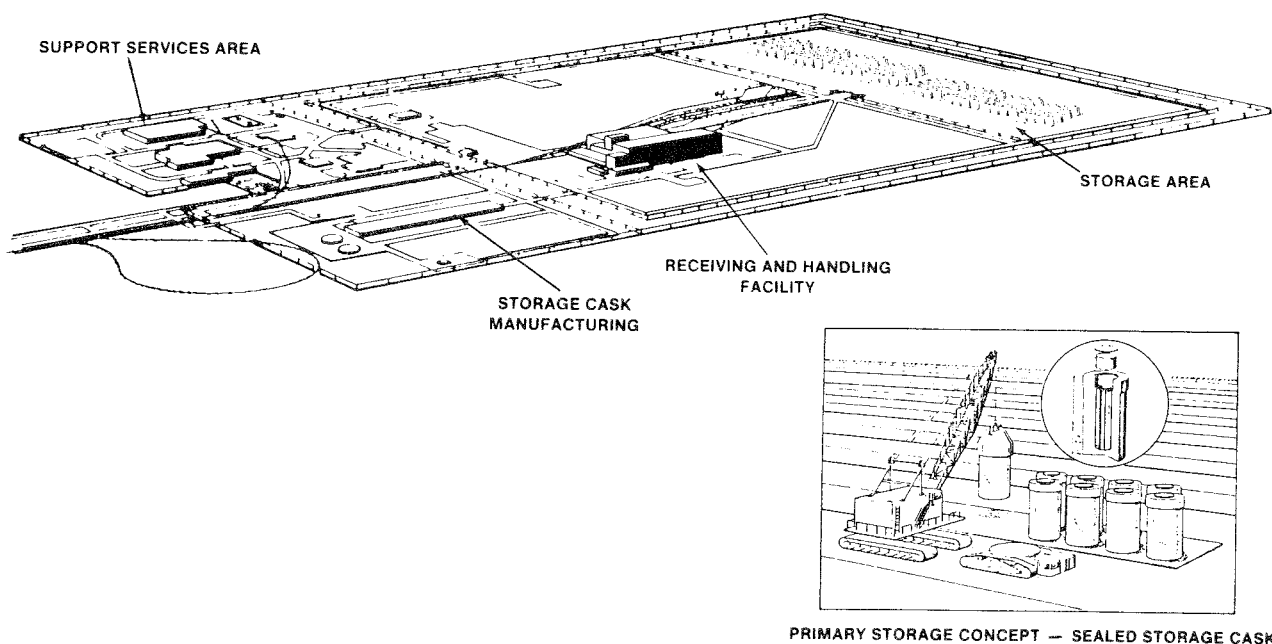 SUPPORT SERVICES AREA
STORAGE AREA
RECEIVING AND HANDLING
FACILITY
STORAGE CASK
MANUFACTURING
PRIMARY STORAGE CONCEPT — SEALED STORAGE CASK